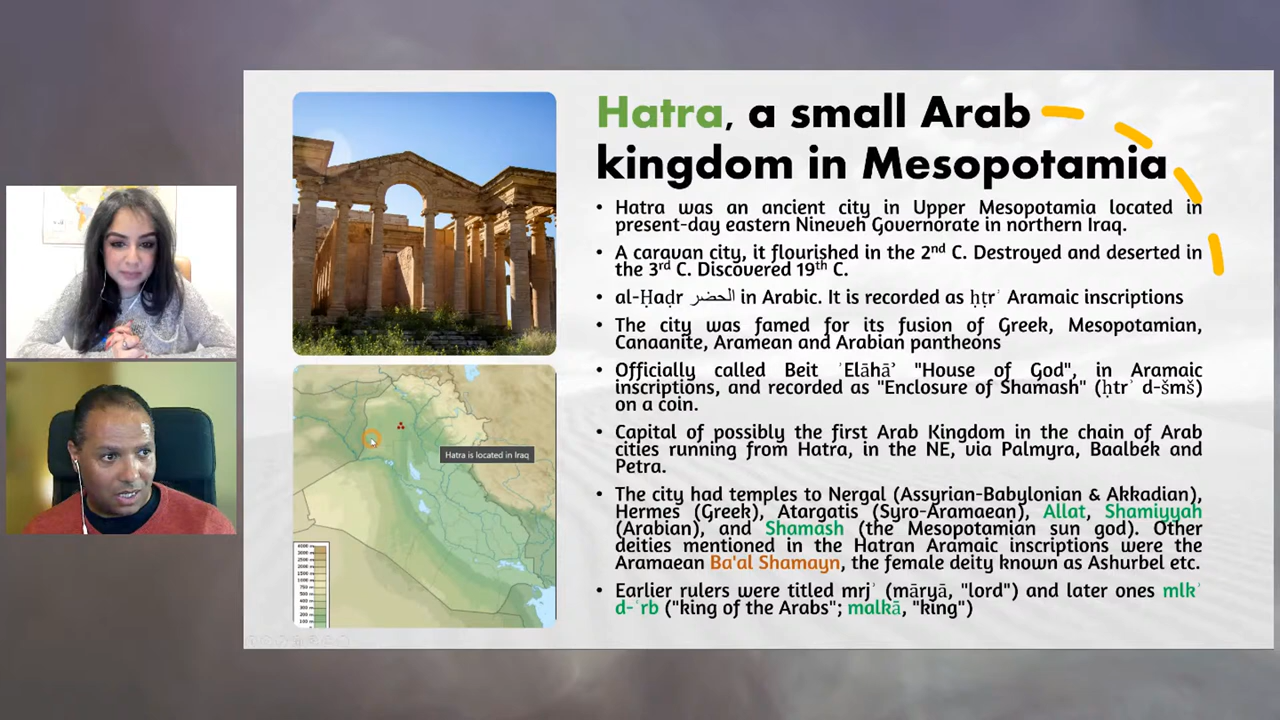 Hatra, a small Arab
kingdom in Mesopotamia
• Hatra was an ancient city in Upper Mesopotamia located in
present-day eastern Nineveh Governorate in northern Iraq.
• A caravan city, it flourished in the 2nd C. Destroyed and deserted in
the 3rd C. Discovered 19th C.
• al-Ḥaḍr الحضر in Arabic. It is recorded as ḥṭrʾ Aramaic inscriptions
• The city was famed for its fusion of Greek, Mesopotamian,
Canaanite, Aramean and Arabian pantheons
• Officially called Beit ʾElāhāʾ "House of God", in Aramaic
inscriptions, and recorded as "Enclosure of Shamash" (ḥtrʾ d-šmš)
on a coin.
• Capital of possibly the first Arab Kingdom in the chain of Arab
cities running from Hatra, in the NE, via Palmyra, Baalbek and
Petra.
• The city had temples to Nergal (Assyrian-Babylonian & Akkadian),
Hermes (Greek), Atargatis (Syro-Aramaean), Allat, Shamiyyah
(Arabian), and Shamash (the Mesopotamian sun god). Other
deities mentioned in the Hatran Aramaic inscriptions were the
Aramaean Ba'al Shamayn, the female deity known as Ashurbel etc.
• Earlier rulers were titled mrjʾ (māryā, "lord") and later ones mlkʾ
d-ʿrb ("king of the Arabs"; malkā, "king")
Hatra is located in Iraq